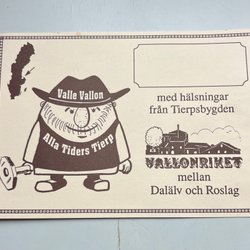 Valle Vallon
Alla Tiders Tierp
med hälsningar
från Tierpsbygden
VALLONRIKET
mellan
Dalälv och Roslag